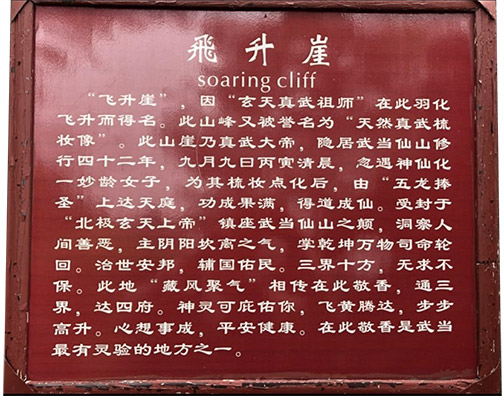 飛升崖
soaring cliff
“飞升崖”，因“玄天真武祖师”在此羽化
飞升而得名。此山峰又被誉名为“天然真武梳
妆像”。此山崖乃真武大帝，隐居武当仙山修
行四十二年，九月九日丙寅清晨，忽遇神仙化
一妙龄女子，为其梳妆点化后，由“五龙捧
圣”上达天庭，功成果满，得道成仙。受封于
“北极玄天上帝”镇座武当仙山之颠，洞察人
间善恶，主阴阳坎离之气，掌乾坤万物司命轮
回。治世安邦，辅国佑民。三界十方，无求不
保。此地“藏风聚气”相传在此敬香，通三
界，达四府。神灵可庇佑你，飞黄腾达，步步
高升。心想事成，平安健康。在此敬香是武当
最有灵验的地方之一。